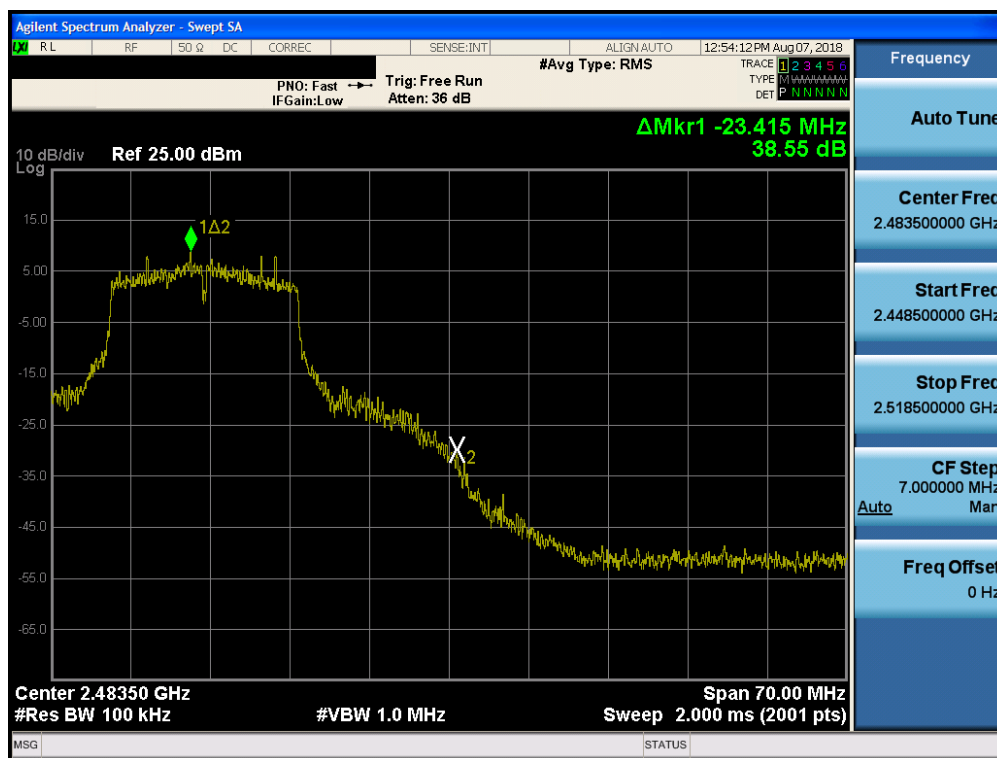 Agilent Spectrum Analyzer - Swept SA
LXI RL RF 50 Ω DC CORREC SENSE:INT ALIGN AUTO 12:54:12 PM Aug 07, 2018
#Avg Type: RMS TRACE 1 2 3 4 5 6
PNO: Fast Trig: Free Run TYPE M WWWWW
IFGain:Low Atten: 36 dB DET P N N N N N
ΔMkr1 -23.415 MHz
38.55 dB
10 dB/div Ref 25.00 dBm
Log
15.0
1Δ2
5.00
-5.00
-15.0
-25.0
X2
-35.0
-45.0
-55.0
-65.0
Center 2.48350 GHz Span 70.00 MHz
#Res BW 100 kHz #VBW 1.0 MHz Sweep 2.000 ms (2001 pts)
MSG STATUS
Frequency
Auto Tune
Center Freq
2.483500000 GHz
Start Freq
2.448500000 GHz
Stop Freq
2.518500000 GHz
CF Step
7.000000 MHz
Auto Man
Freq Offset
0 Hz